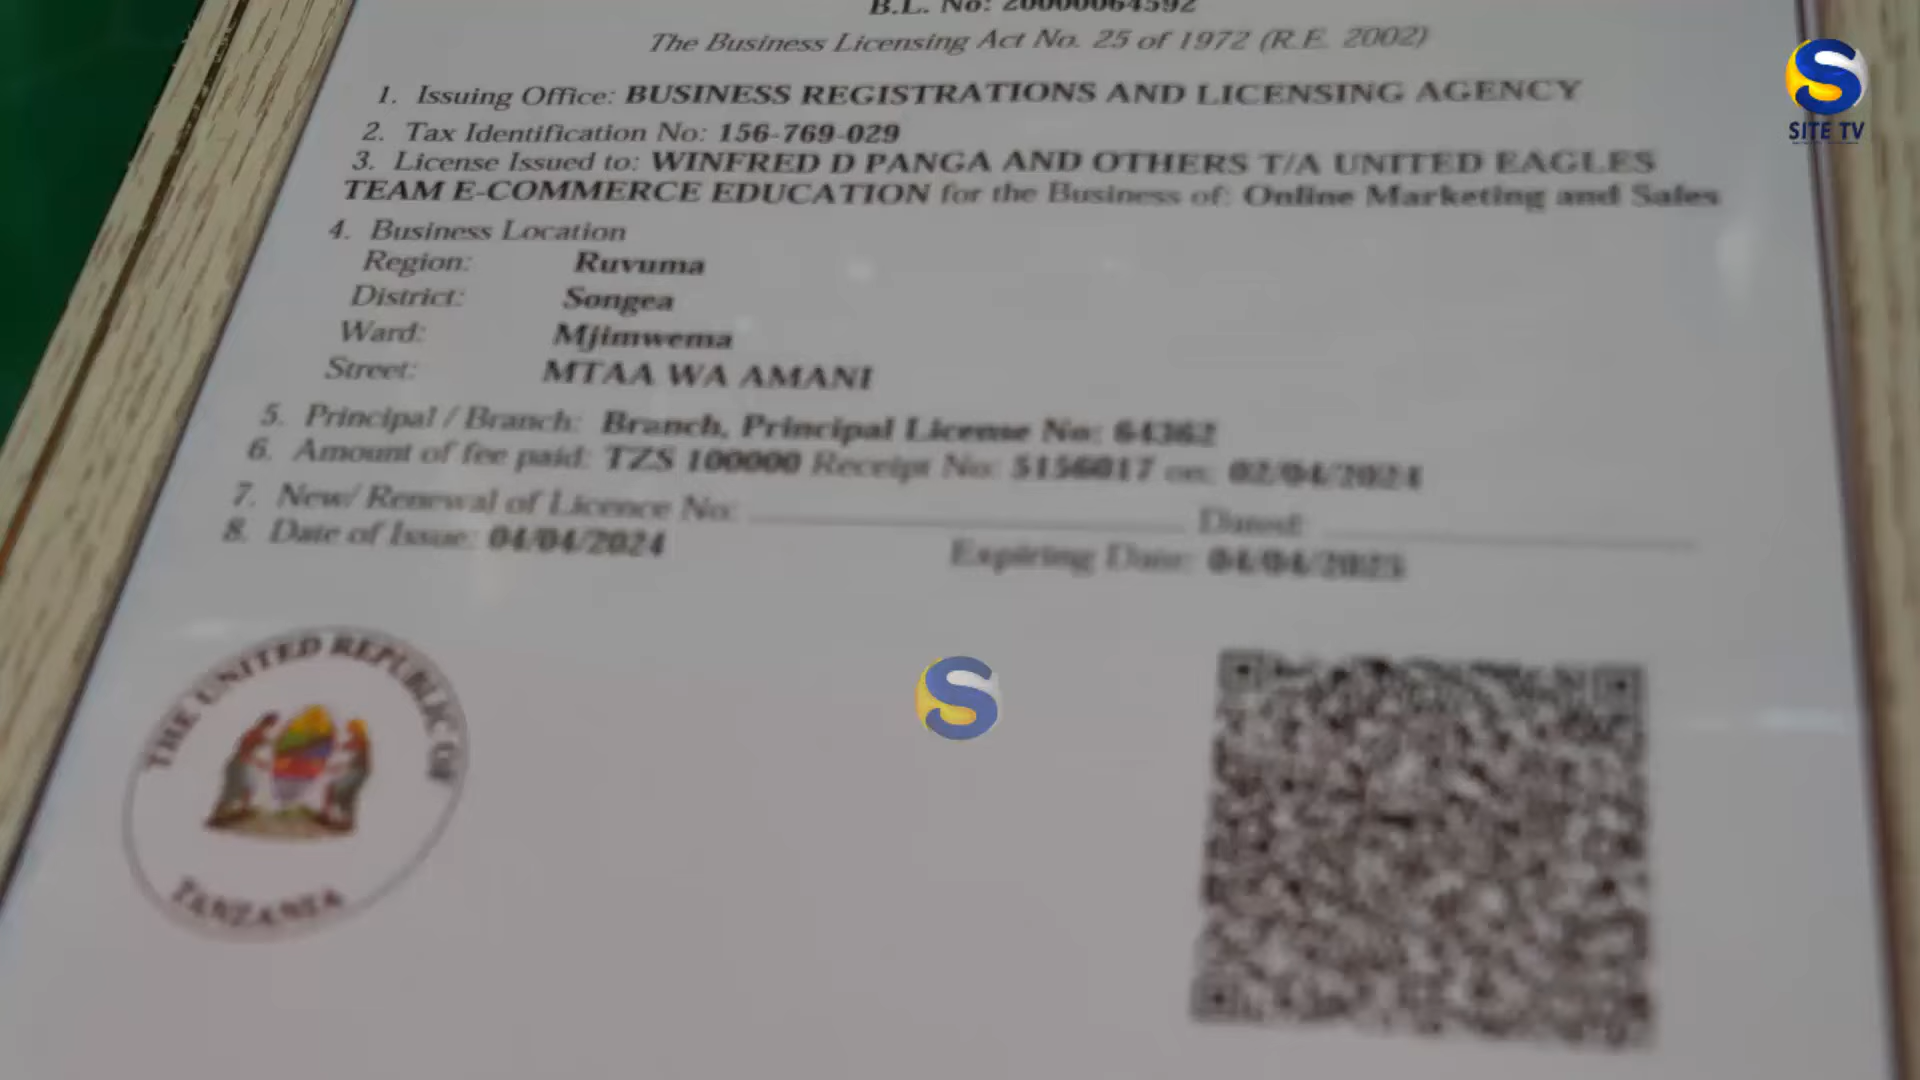 B.L. No: 20000064592
The Business Licensing Act No. 25 of 1972 (R.E. 2002)
SITE TV
1. Issuing Office: BUSINESS REGISTRATIONS AND LICENSING AGENCY
2. Tax Identification No: 156-769-029
3. License Issued to: WINFRED D PANGA AND OTHERS T/A UNITED EAGLES
TEAM E-COMMERCE EDUCATION for the Business of: Online Marketing and Sales
4. Business Location
Region: Ruvuma
District: Songea
Ward: Mjimwema
Street: MTAA WA AMANI
5. Principal / Branch: Branch, Principal License No: 64362
6. Amount of fee paid: TZS 100000 Receipt No: 5156017 on: 02/04/2024
7. New/ Renewal of Licence No: Dated:
8. Date of Issue: 04/04/2024 Expiring Date: 04/04/2025
THE UNITED REPUBLIC OF
TANZANIA